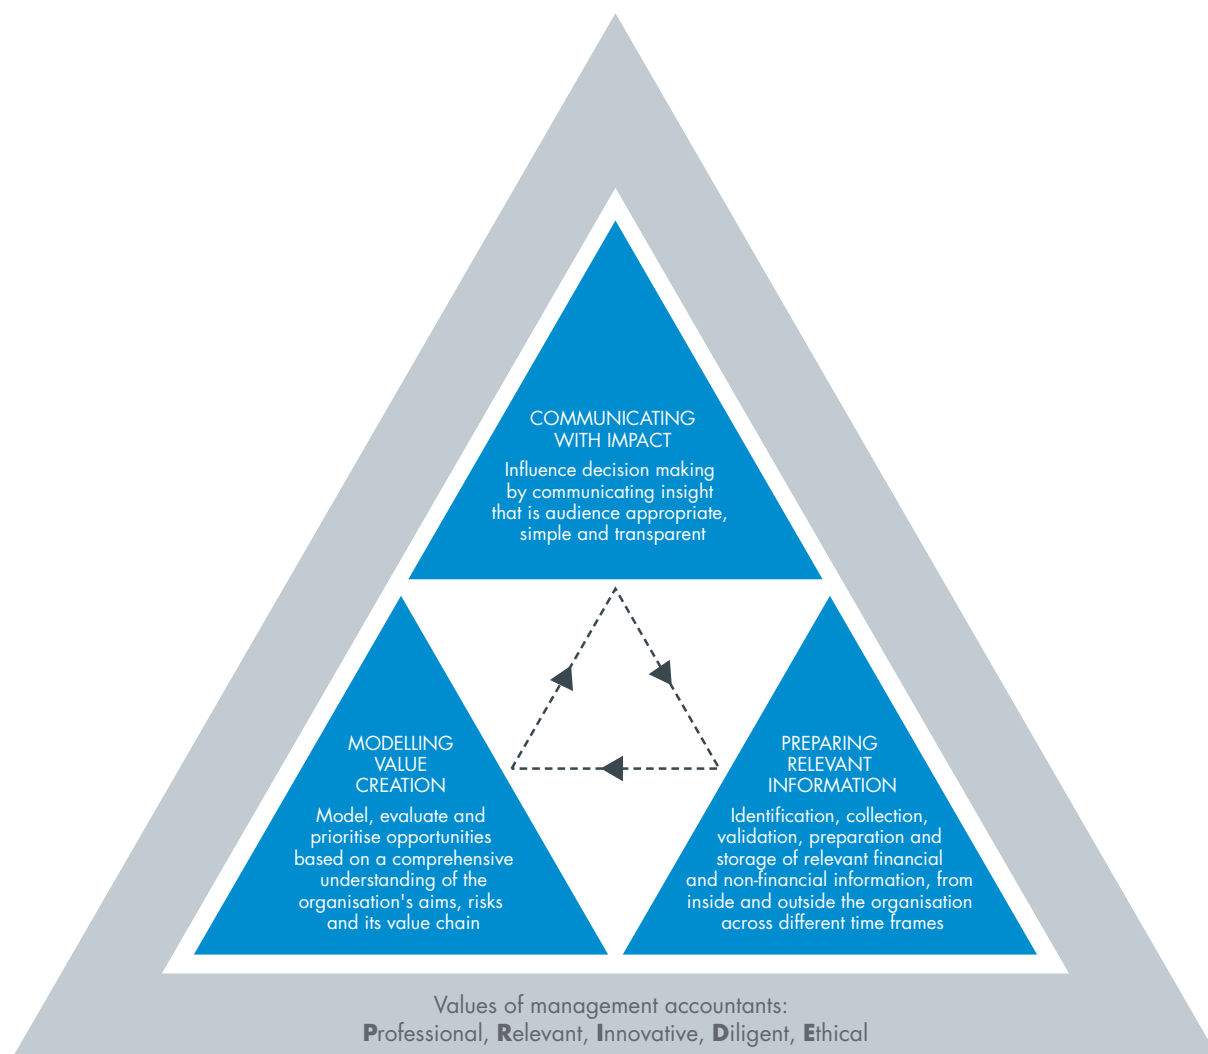 COMMUNICATING
WITH IMPACT
Influence decision making
by communicating insight
that is audience appropriate,
simple and transparent
MODELLING
VALUE
CREATION
Model, evaluate and
prioritise opportunities
based on a comprehensive
understanding of the
organisation's aims, risks
and its value chain
PREPARING
RELEVANT
INFORMATION
Identification, collection,
validation, preparation and
storage of relevant financial
and non-financial information, from
inside and outside the organisation
across different time frames
Values of management accountants:
Professional, Relevant, Innovative, Diligent, Ethical